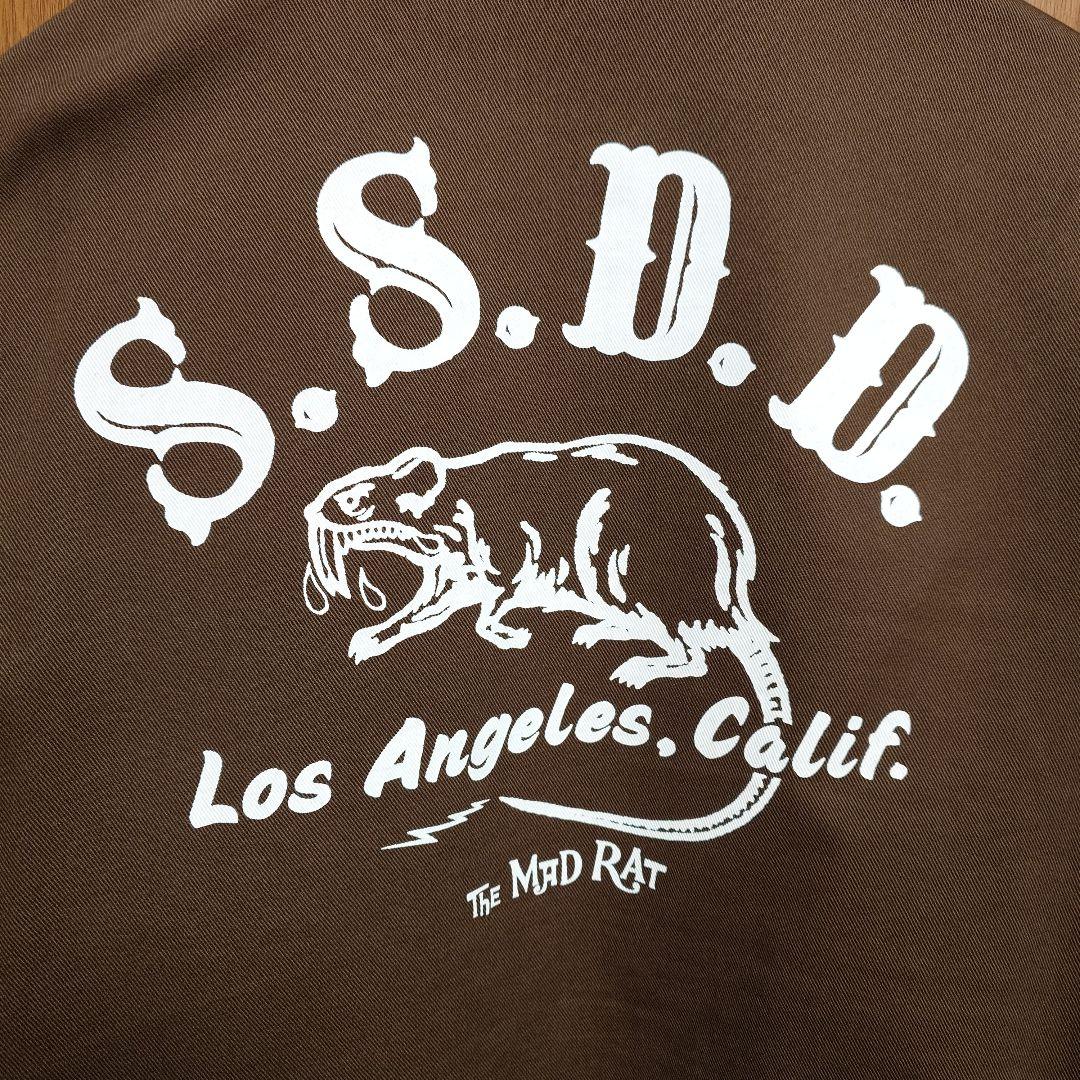 S.S.D.D.
Los Angeles, Calif.
The MAD RAT